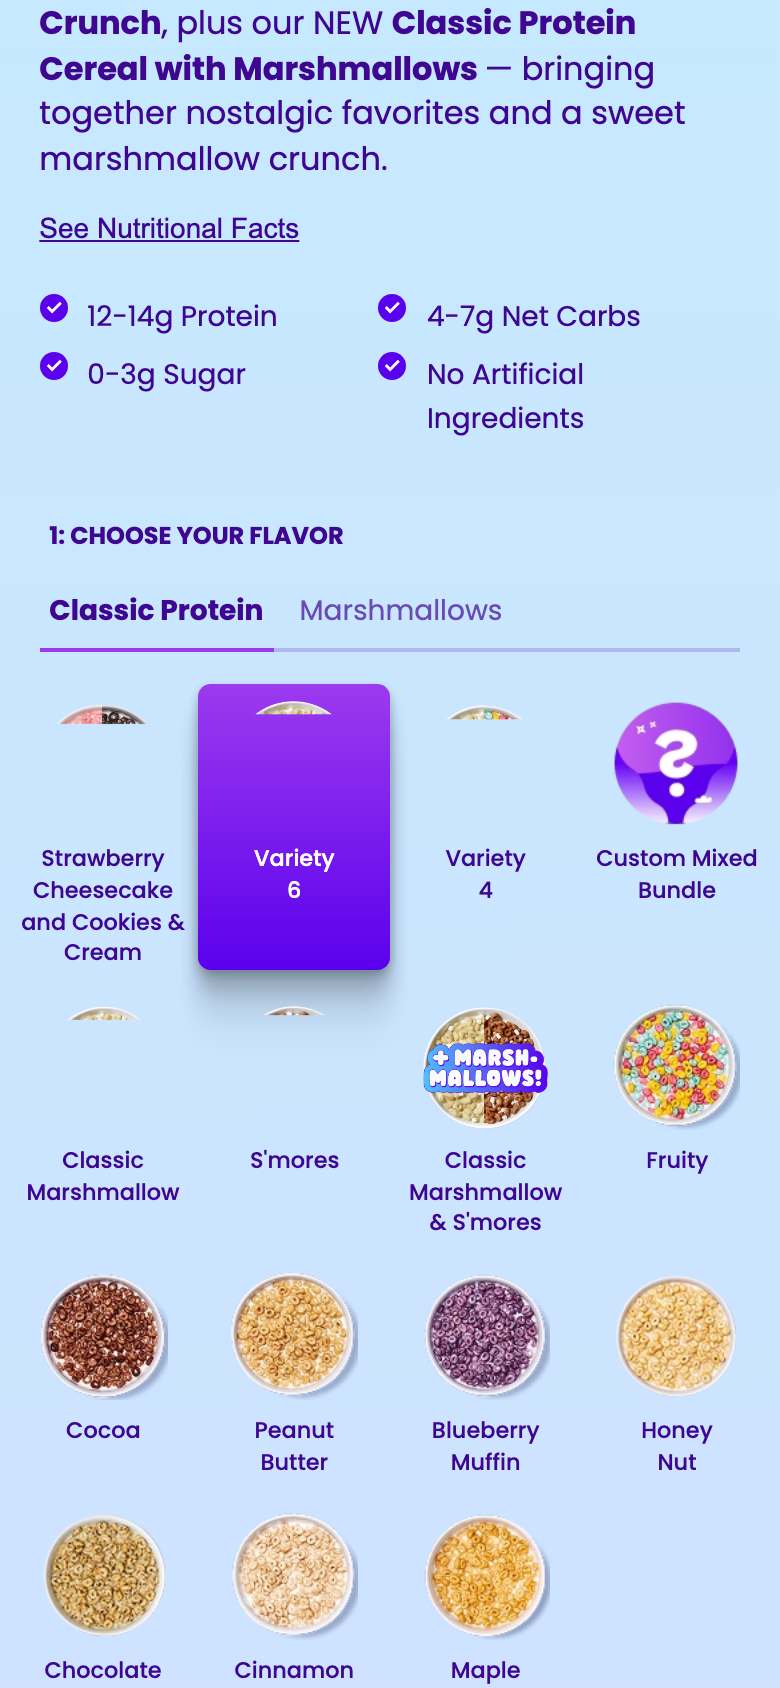 Crunch, plus our NEW Classic Protein
Cereal with Marshmallows — bringing
together nostalgic favorites and a sweet
marshmallow crunch.
See Nutritional Facts
12-14g Protein
4-7g Net Carbs
0-3g Sugar
No Artificial
Ingredients
1: CHOOSE YOUR FLAVOR
Classic Protein
Marshmallows
Strawberry
Cheesecake
and Cookies &
Cream
Variety
6
Variety
4
Custom Mixed
Bundle
Classic
Marshmallow
S'mores
+ MARSH-
MALLOWS!
Classic
Marshmallow
& S'mores
Fruity
Cocoa
Peanut
Butter
Blueberry
Muffin
Honey
Nut
Chocolate
Cinnamon
Maple